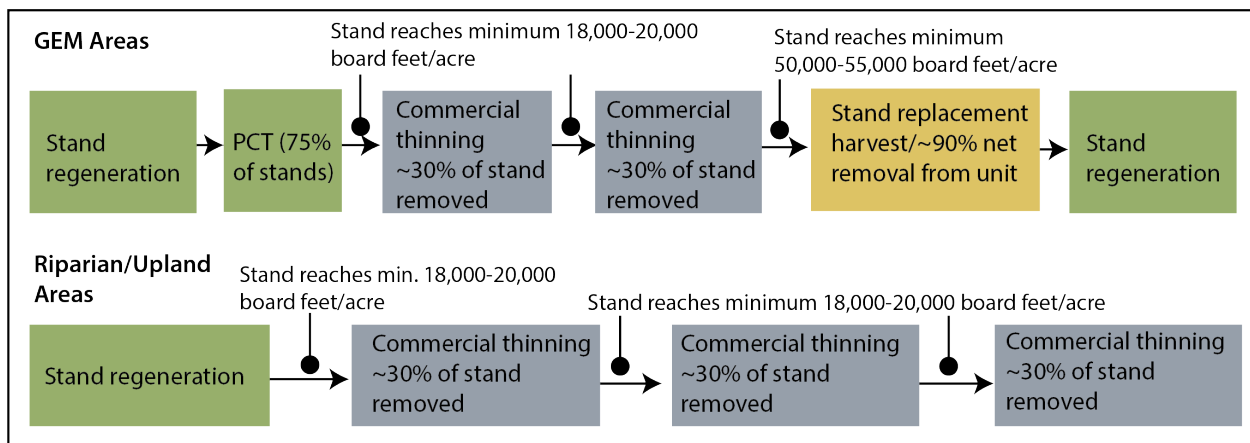 GEM Areas
Stand reaches minimum 18,000-20,000
board feet/acre
Stand reaches minimum
50,000-55,000 board feet/acre
Stand
regeneration
PCT (75%
of stands)
Commercial
thinning
~30% of stand
removed
Commercial
thinning
~30% of stand
removed
Stand replacement
harvest/~90% net
removal from unit
Stand
regeneration
Riparian/Upland
Areas
Stand reaches min. 18,000-20,000
board feet/acre
Stand reaches minimum 18,000-20,000 board feet/acre
Stand regeneration
Commercial thinning
~30% of stand
removed
Commercial thinning
~30% of stand
removed
Commercial thinning
~30% of stand
removed